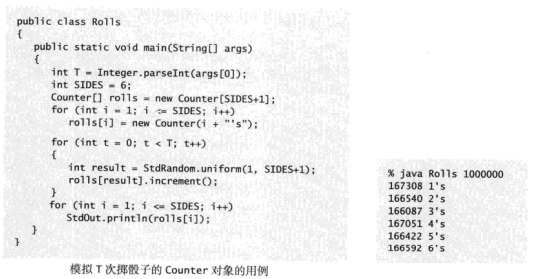 public class Rolls
{
public static void main(String[] args)
{
int T = Integer.parseInt(args[0]);
int SIDES = 6;
Counter[] rolls = new Counter[SIDES+1];
for (int i = 1; i <= SIDES; i++)
rolls[i] = new Counter(i + "'s");
for (int t = 0; t < T; t++)
{
int result = StdRandom.uniform(1, SIDES+1);
rolls[result].increment();
}
for (int i = 1; i <= SIDES; i++)
StdOut.println(rolls[i]);
}
}
模拟 T 次掷骰子的 Counter 对象的用例
% java Rolls 1000000
167308 1's
166540 2's
166087 3's
167051 4's
166422 5's
166592 6's